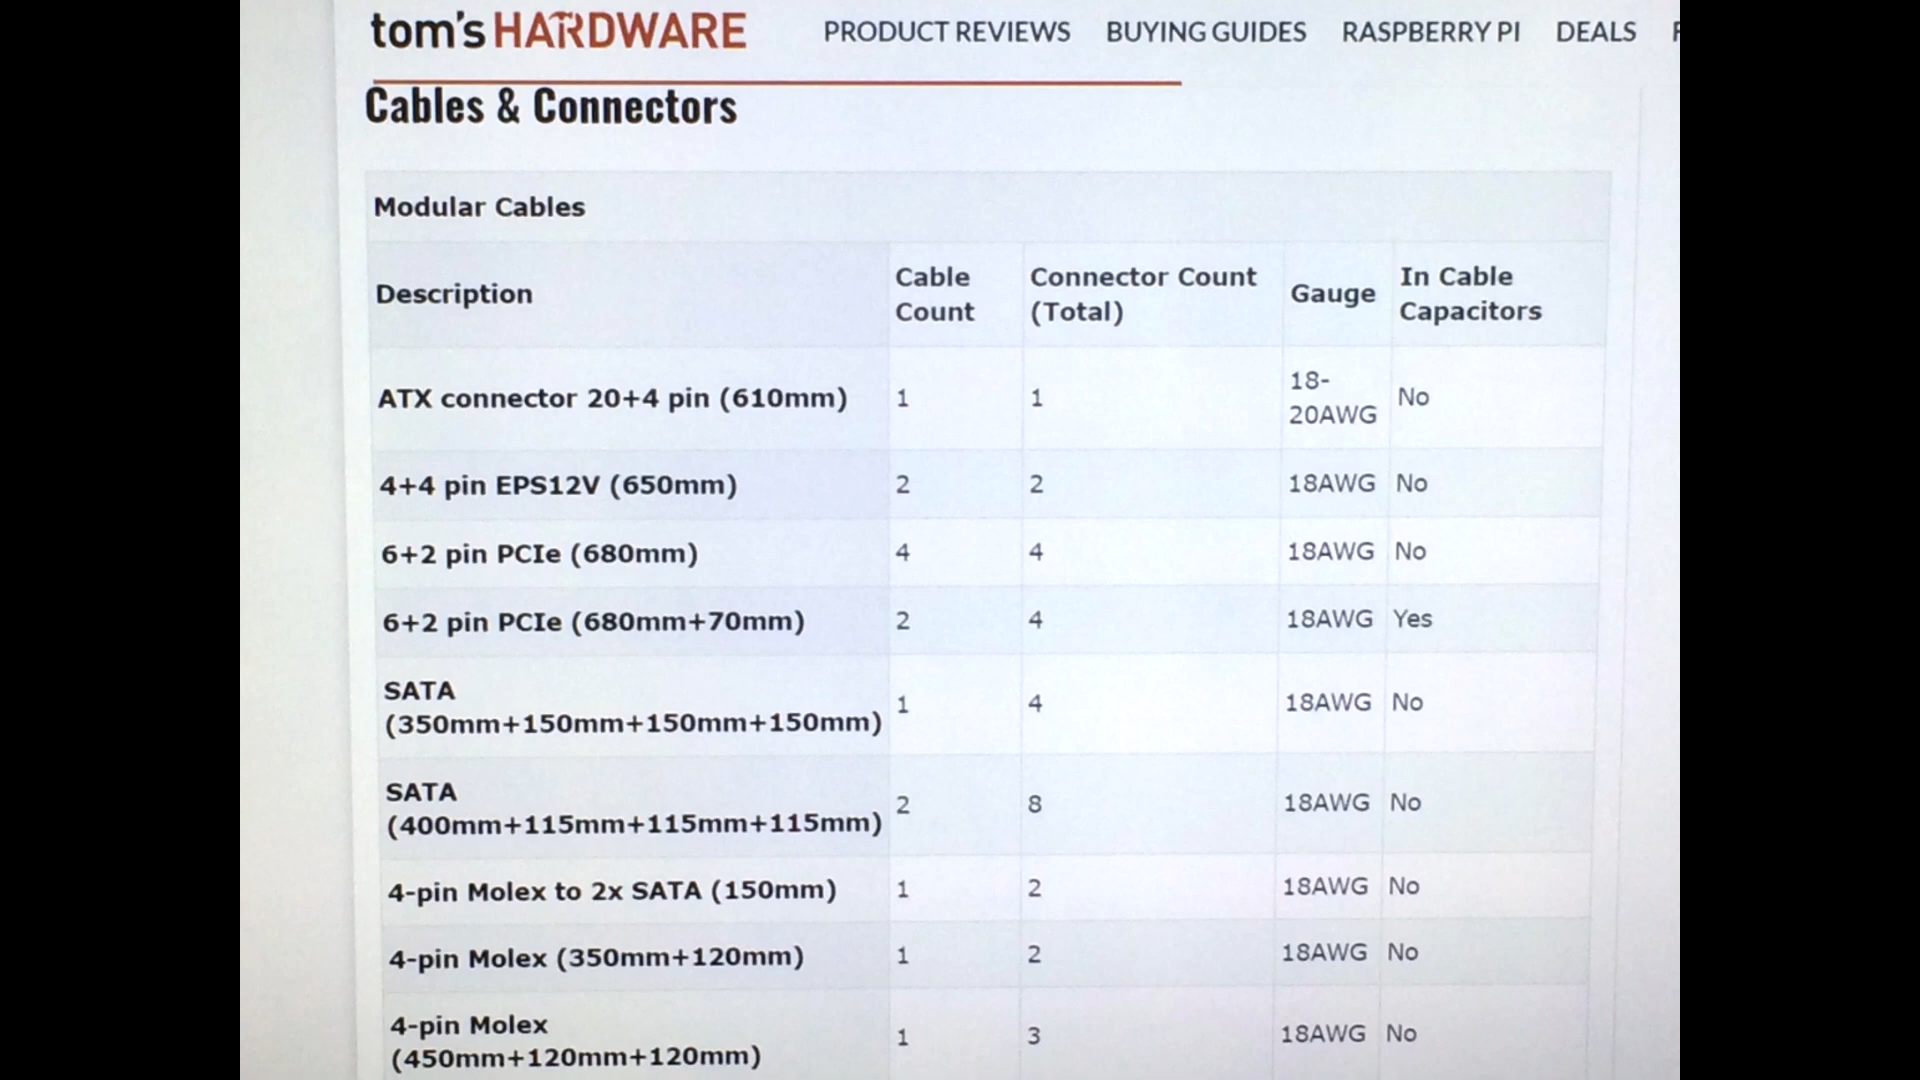 tom's HARDWARE PRODUCT REVIEWS BUYING GUIDES RASPBERRY PI DEALS
Cables & Connectors
Modular Cables
Description Cable Count Connector Count (Total) Gauge In Cable Capacitors
ATX connector 20+4 pin (610mm) 1 1 18-20AWG No
4+4 pin EPS12V (650mm) 2 2 18AWG No
6+2 pin PCIe (680mm) 4 4 18AWG No
6+2 pin PCIe (680mm+70mm) 2 4 18AWG Yes
SATA (350mm+150mm+150mm+150mm) 1 4 18AWG No
SATA (400mm+115mm+115mm+115mm) 2 8 18AWG No
4-pin Molex to 2x SATA (150mm) 1 2 18AWG No
4-pin Molex (350mm+120mm) 1 2 18AWG No
4-pin Molex (450mm+120mm+120mm) 1 3 18AWG No